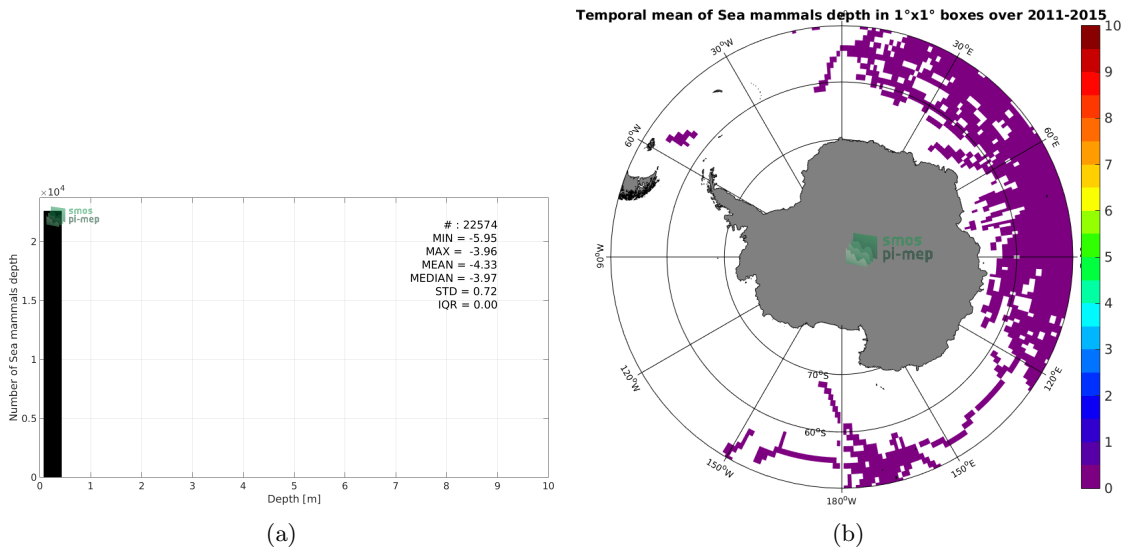 Temporal mean of Sea mammals depth in 1°x1° boxes over 2011-2015
×10⁴
smos
pi-mep
# : 22574
MIN = -5.95
MAX = -3.96
MEAN = -4.33
MEDIAN = -3.97
STD = 0.72
IQR = 0.00
Number of Sea mammals depth
2
1.5
1
0.5
0
0 1 2 3 4 5 6 7 8 9 10
Depth [m]
(a)
30°W
30°E
60°W
60°E
90°W
smos
pi-mep
120°W
120°E
70°S
60°S
150°W
150°E
180°W
10
9
8
7
6
5
4
3
2
1
0
(b)